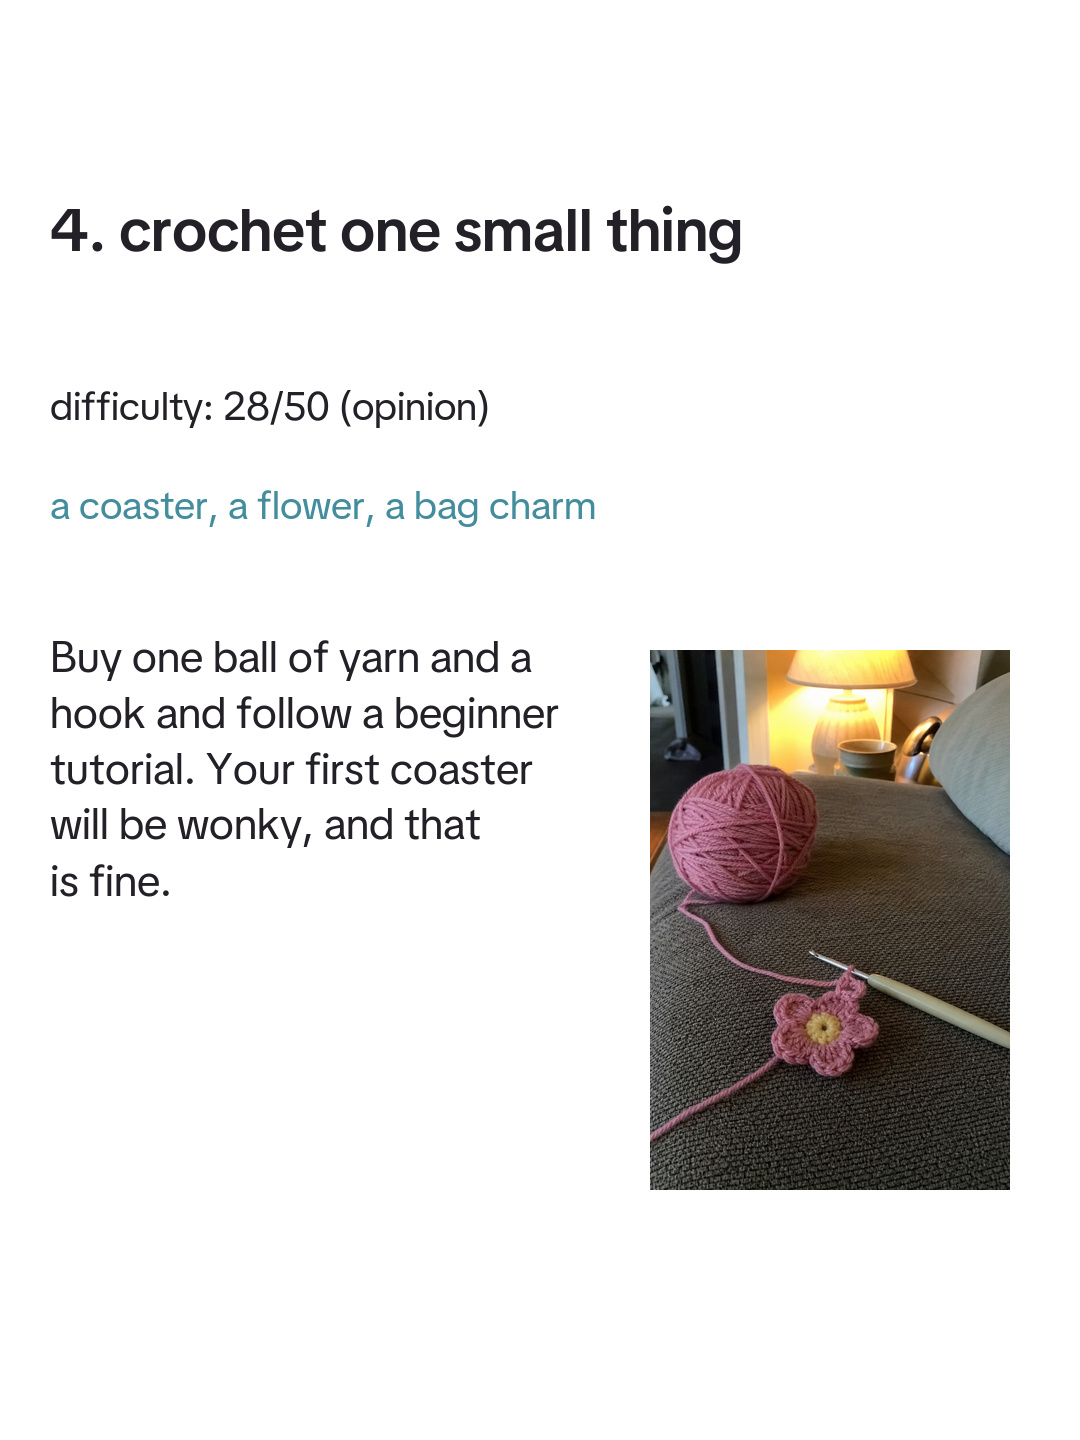 4. crochet one small thing
difficulty: 28/50 (opinion)
a coaster, a flower, a bag charm
Buy one ball of yarn and a
hook and follow a beginner
tutorial. Your first coaster
will be wonky, and that
is fine.